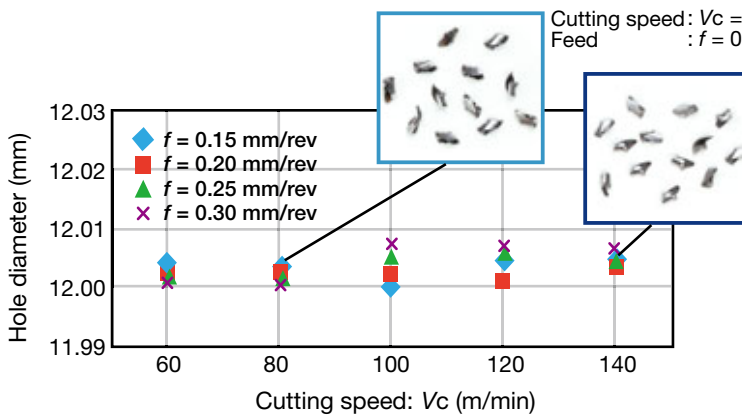 Cutting speed: Vc =
Feed : f = 0
12.03
12.02
12.01
12.00
11.99
Hole diameter (mm)
f = 0.15 mm/rev
f = 0.20 mm/rev
f = 0.25 mm/rev
f = 0.30 mm/rev
60 80 100 120 140
Cutting speed: Vc (m/min)